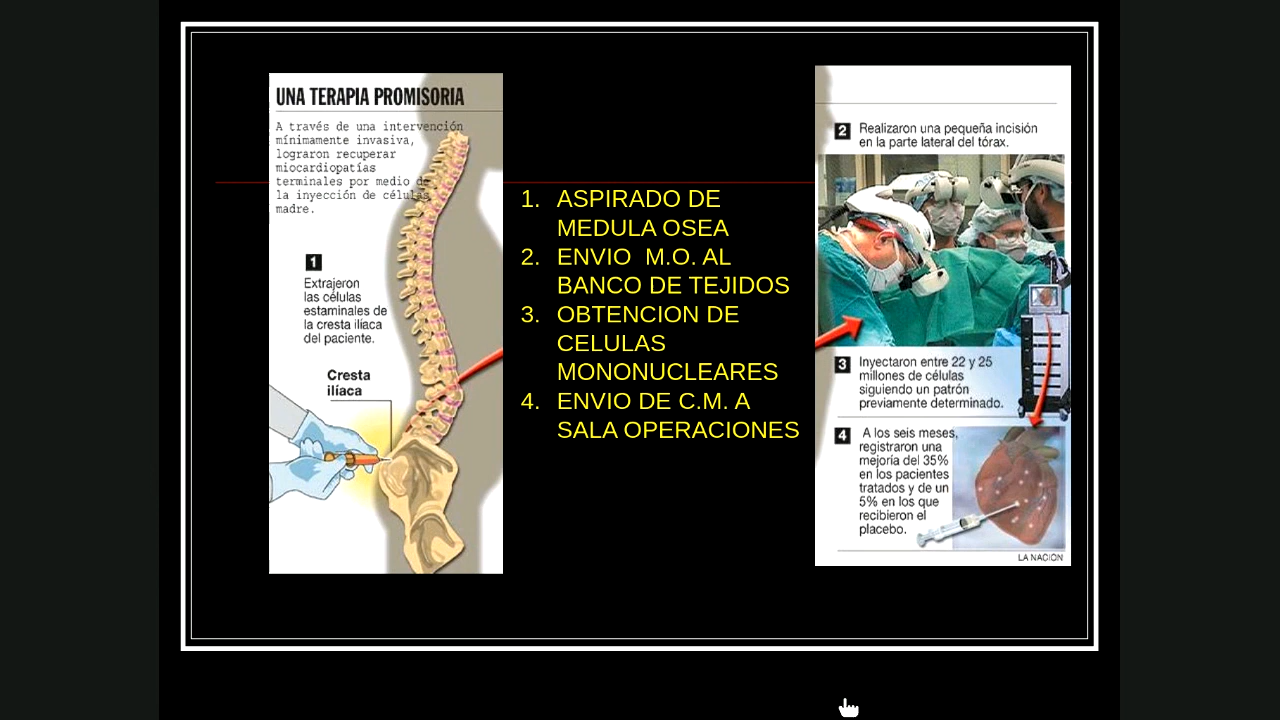 UNA TERAPIA PROMISORIA
A través de una intervención
mínimamente invasiva,
lograron recuperar
miocardiopatías
terminales por medio de
la inyección de células
madre.
1
Extrajeron
las células
estaminales de
la cresta ilíaca
del paciente.
Cresta
ilíaca
1. ASPIRADO DE
MEDULA OSEA
2. ENVIO M.O. AL
BANCO DE TEJIDOS
3. OBTENCION DE
CELULAS
MONONUCLEARES
4. ENVIO DE C.M. A
SALA OPERACIONES
2 Realizaron una pequeña incisión
en la parte lateral del tórax.
3 Inyectaron entre 22 y 25
millones de células
siguiendo un patrón
previamente determinado.
4 A los seis meses,
registraron una
mejoría del 35%
en los pacientes
tratados y de un
5% en los que
recibieron el
placebo.
LA NACION